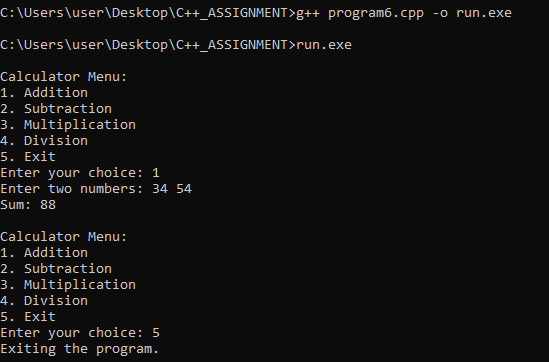 C:\Users\user\Desktop\C++_ASSIGNMENT>g++ program6.cpp -o run.exe
C:\Users\user\Desktop\C++_ASSIGNMENT>run.exe
Calculator Menu:
1. Addition
2. Subtraction
3. Multiplication
4. Division
5. Exit
Enter your choice: 1
Enter two numbers: 34 54
Sum: 88
Calculator Menu:
1. Addition
2. Subtraction
3. Multiplication
4. Division
5. Exit
Enter your choice: 5
Exiting the program.